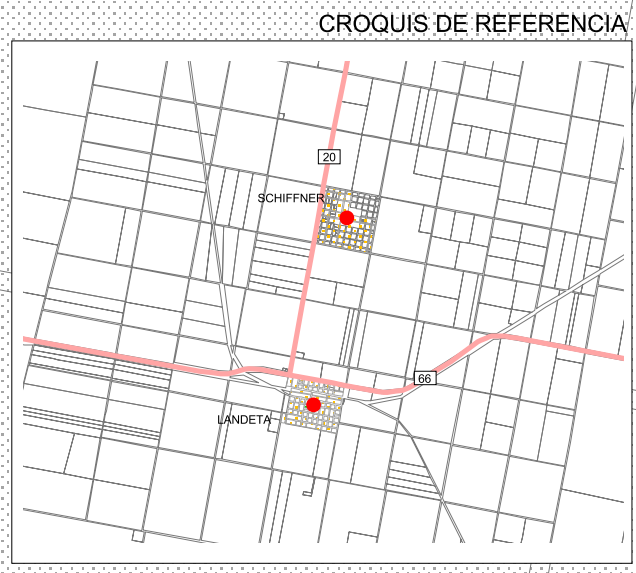 CROQUIS DE REFERENCIA
20
SCHIFFNER
66
LANDETA